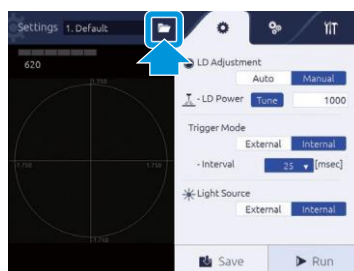 Settings 1. Default
620
LD Adjustment
Auto Manual
- LD Power Tune 1000
Trigger Mode
External Internal
- Interval 25 [msec]
Light Source
External Internal
Save Run
1.750
1.750
1.750
1.750